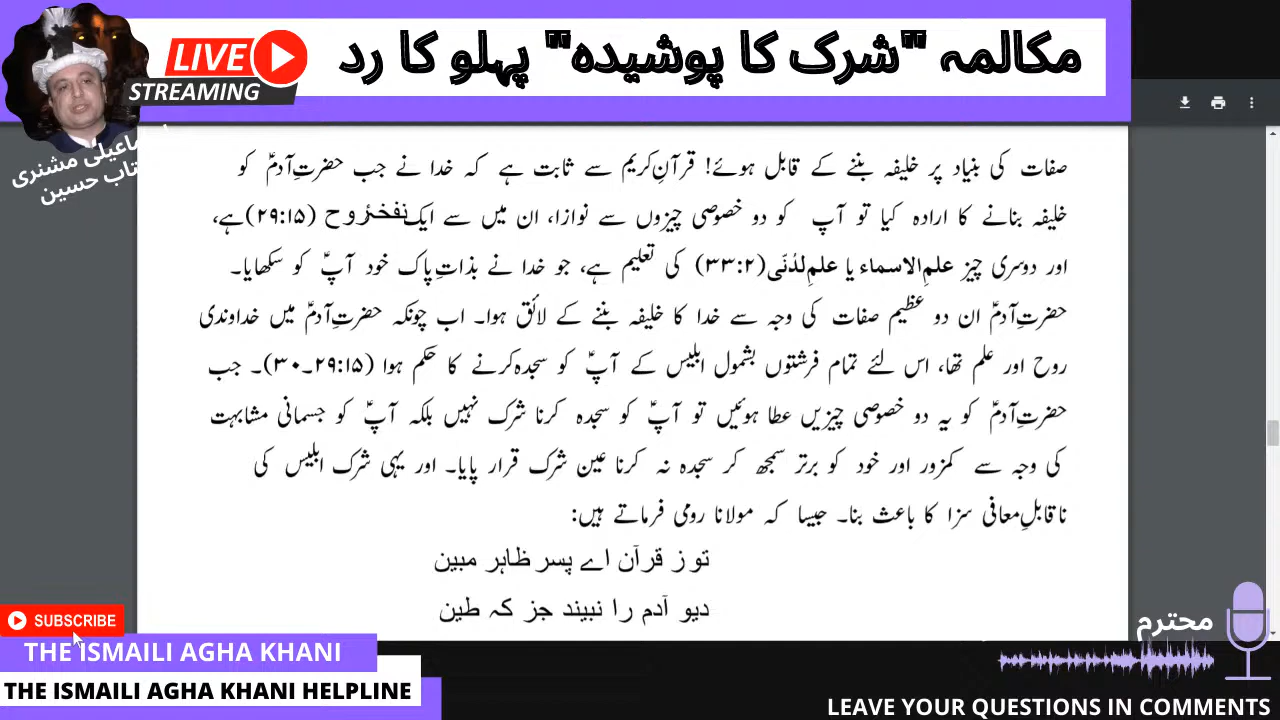 مکالمہ "شرک کا پوشیدہ" پہلو کا رد
LIVE
STREAMING
ماعیلی مشنری
تاب حسین
صفات کی بنیاد پر خلیفہ بننے کے قابل ہوئے! قرآنِ کریم سے ثابت ہے کہ خدا نے جب حضرتِ آدمؑ کو
خلیفہ بنانے کا ارادہ کیا تو آپ کو دو خصوصی چیزوں سے نوازا، ان میں سے ایک نفخۂ روح (۲۹:۱۵) ہے،
اور دوسری چیز علمِ الاسماء یا علمِ لدُنّی (۳۳:۲) کی تعلیم ہے، جو خدا نے بذاتِ پاک خود آپؑ کو سکھایا۔
حضرتِ آدمؑ ان دو عظیم صفات کی وجہ سے خدا کا خلیفہ بننے کے لائق ہوا۔ اب چونکہ حضرتِ آدمؑ میں خداوندی
روح اور علم تھا، اس لئے تمام فرشتوں بشمول ابلیس کے آپؑ کو سجدہ کرنے کا حکم ہوا (۲۹:۱۵۔۳۰)۔ جب
حضرتِ آدمؑ کو یہ دو خصوصی چیزیں عطا ہوئیں تو آپؑ کو سجدہ کرنا شرک نہیں بلکہ آپؑ کو جسمانی مشابہت
کی وجہ سے کمزور اور خود کو برتر سمجھ کر سجدہ نہ کرنا عین شرک قرار پایا۔ اور یہی شرک ابلیس کی
ناقابلِ معافی سزا کا باعث بنا۔ جیسا کہ مولانا رومی فرماتے ہیں:
تو ز قرآن اے پسر ظاہر مبین
دیو آدم را نبیند جز کہ طین
محترم
SUBSCRIBE
THE ISMAILI AGHA KHANI
THE ISMAILI AGHA KHANI HELPLINE
LEAVE YOUR QUESTIONS IN COMMENTS